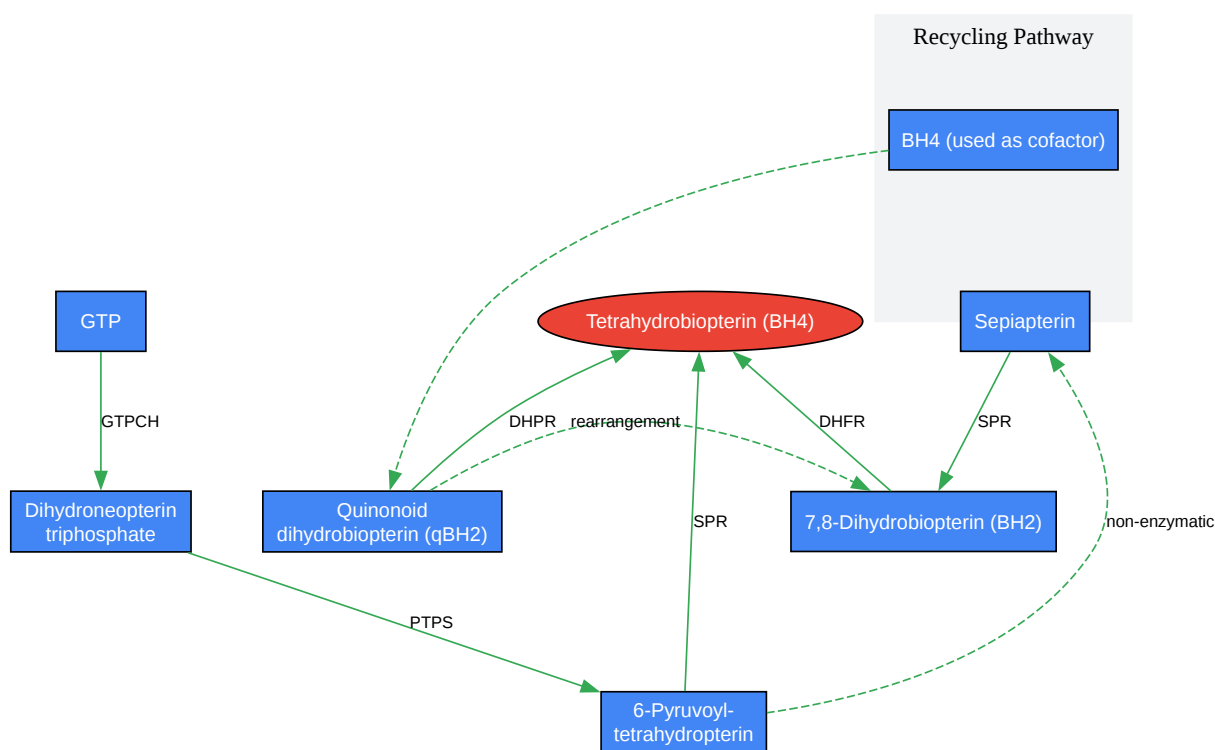 Recycling Pathway
BH4 (used as cofactor)
GTP
Tetrahydrobiopterin (BH4)
Sepiapterin
GTPCH
DHPR
rearrangement
DHFR
SPR
Dihydroneopterin
triphosphate
Quinonoid
dihydrobiopterin (qBH2)
7,8-Dihydrobiopterin (BH2)
SPR
non-enzymatic
PTPS
6-Pyruvoyl-
tetrahydropterin